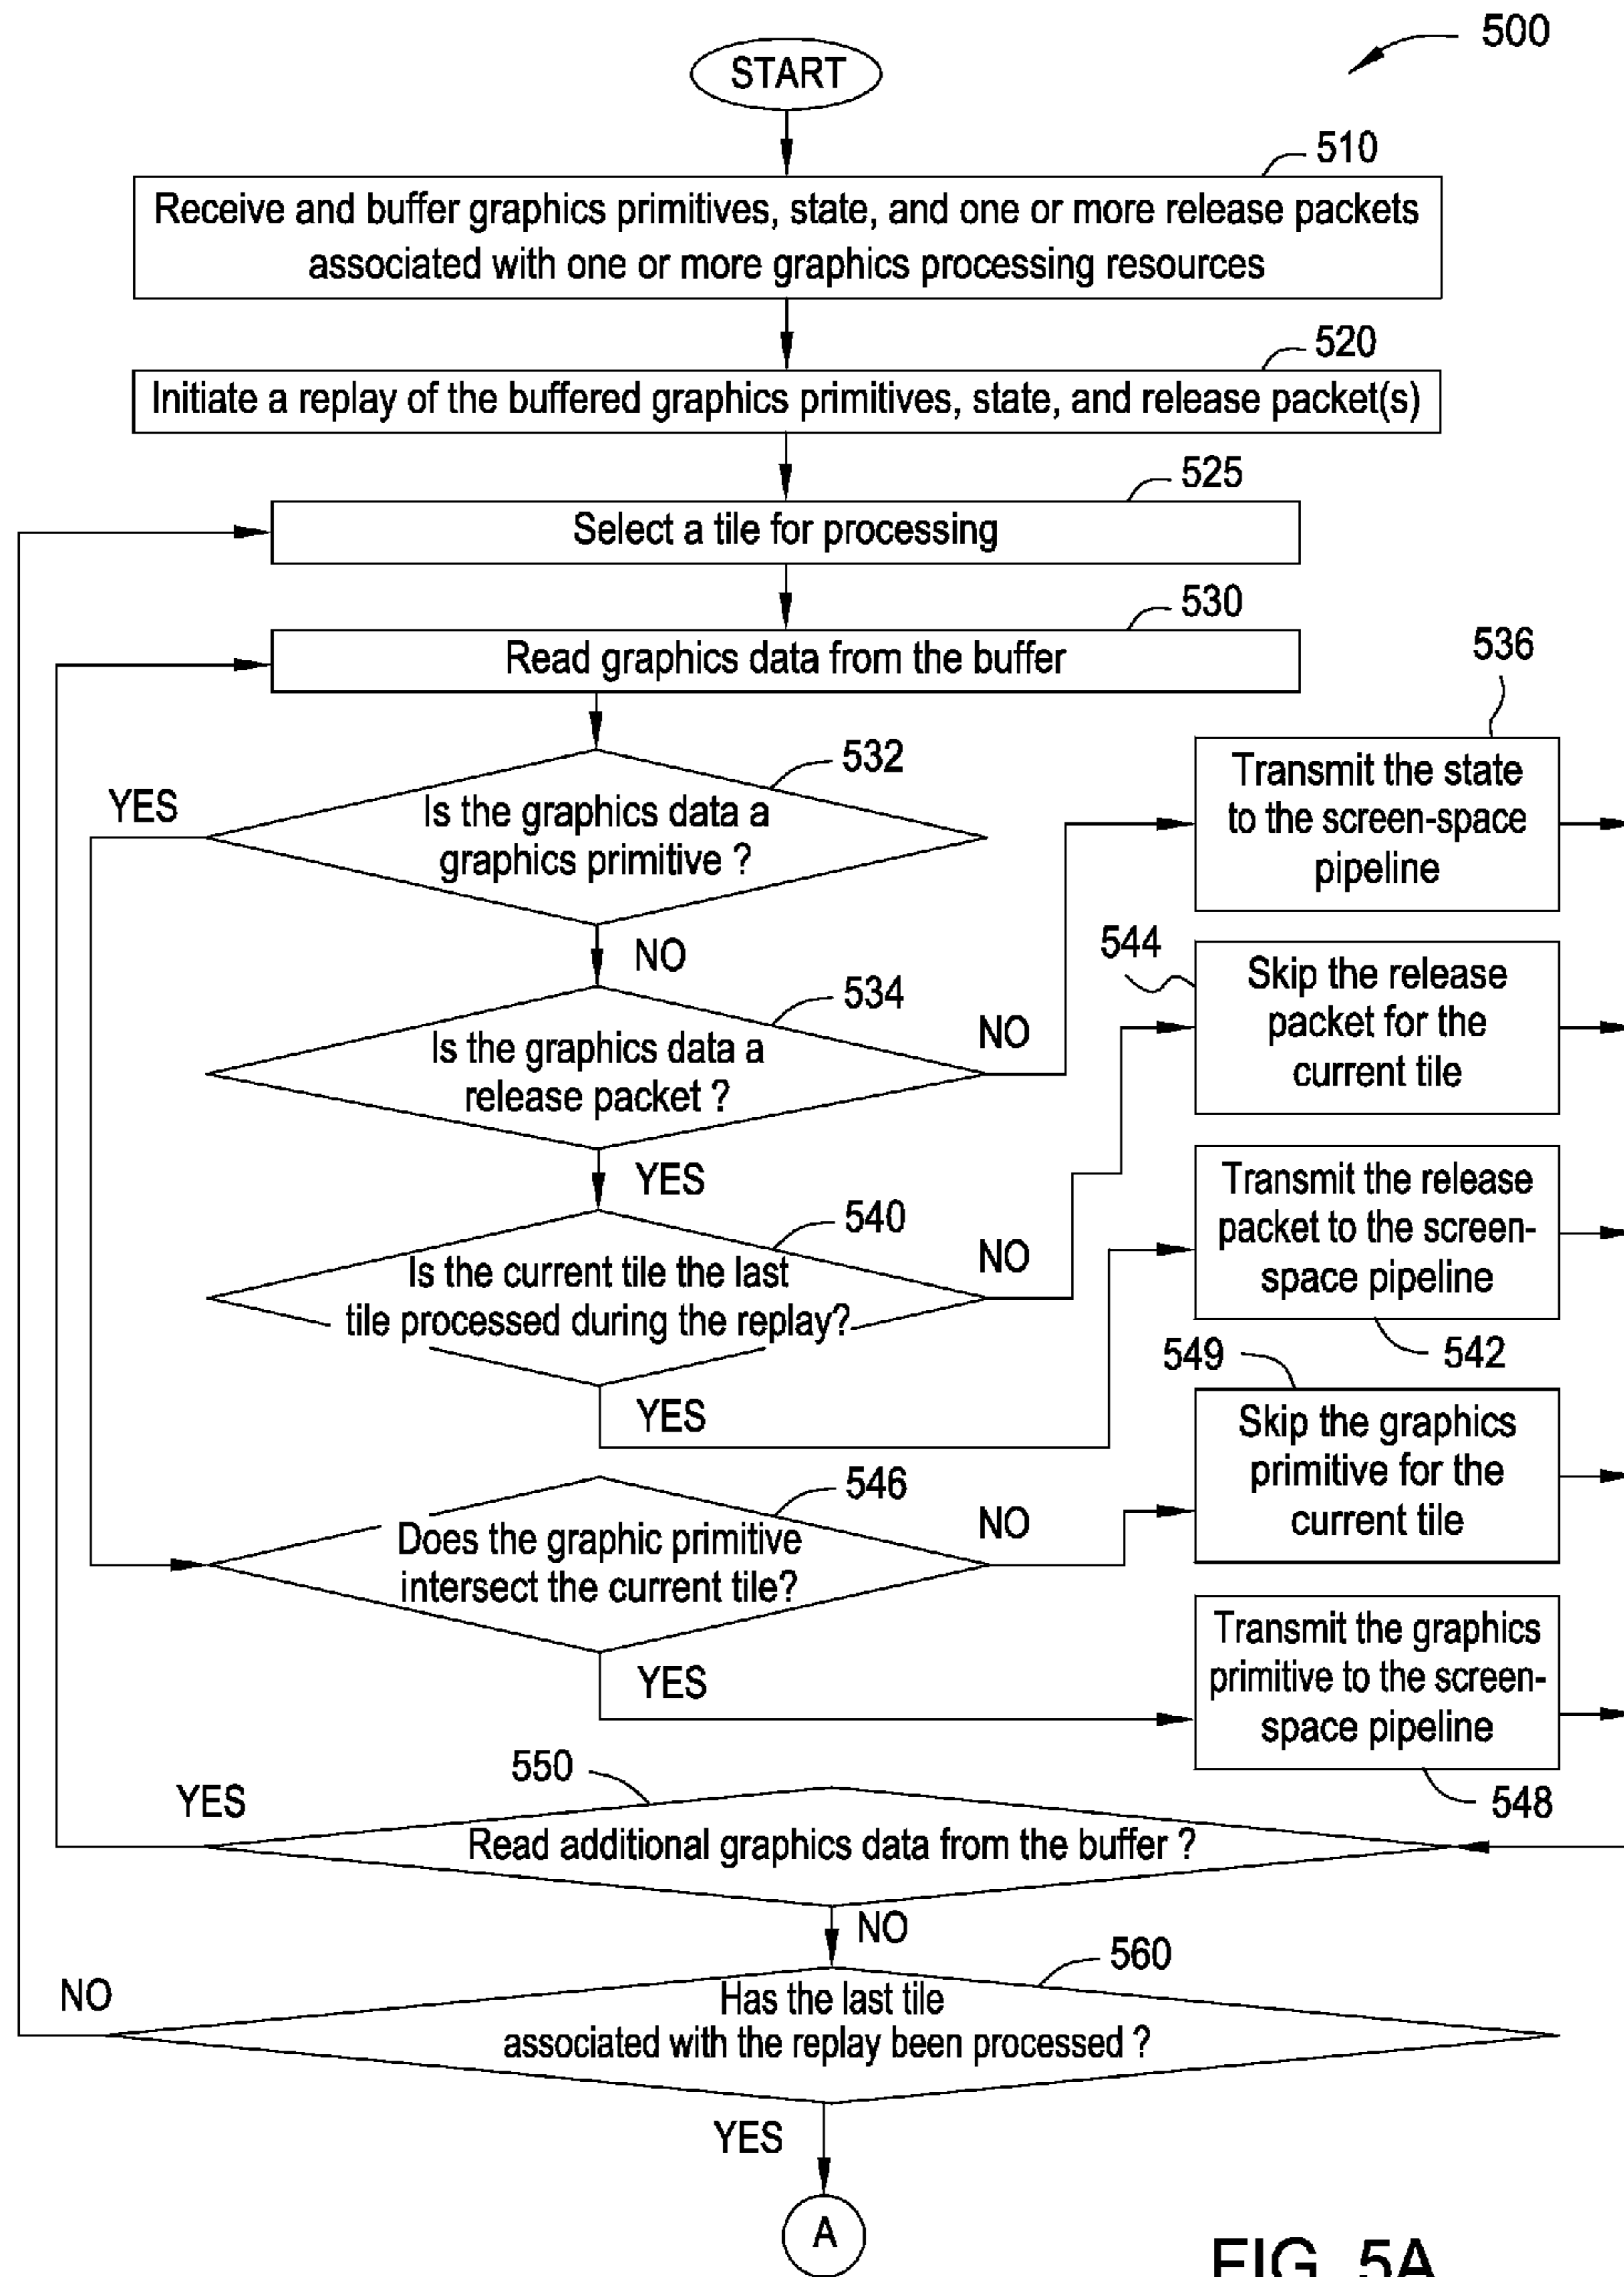 500
START
510
Receive and buffer graphics primitives, state, and one or more release packets
associated with one or more graphics processing resources
520
Initiate a replay of the buffered graphics primitives, state, and release packet(s)
525
Select a tile for processing
530
Read graphics data from the buffer
536
Transmit the state
to the screen-space
pipeline
532
YES
Is the graphics data a
graphics primitive ?
NO
544
Skip the release
packet for the
current tile
534
NO
Is the graphics data a
release packet ?
YES
Transmit the release
packet to the screen-
space pipeline
542
540
NO
Is the current tile the last
tile processed during the replay?
YES
549
Skip the graphics
primitive for the
current tile
546
NO
Does the graphic primitive
intersect the current tile?
YES
Transmit the graphics
primitive to the screen-
space pipeline
548
550
YES
Read additional graphics data from the buffer ?
NO
560
NO
Has the last tile
associated with the replay been processed ?
YES
A
FIG. 5A